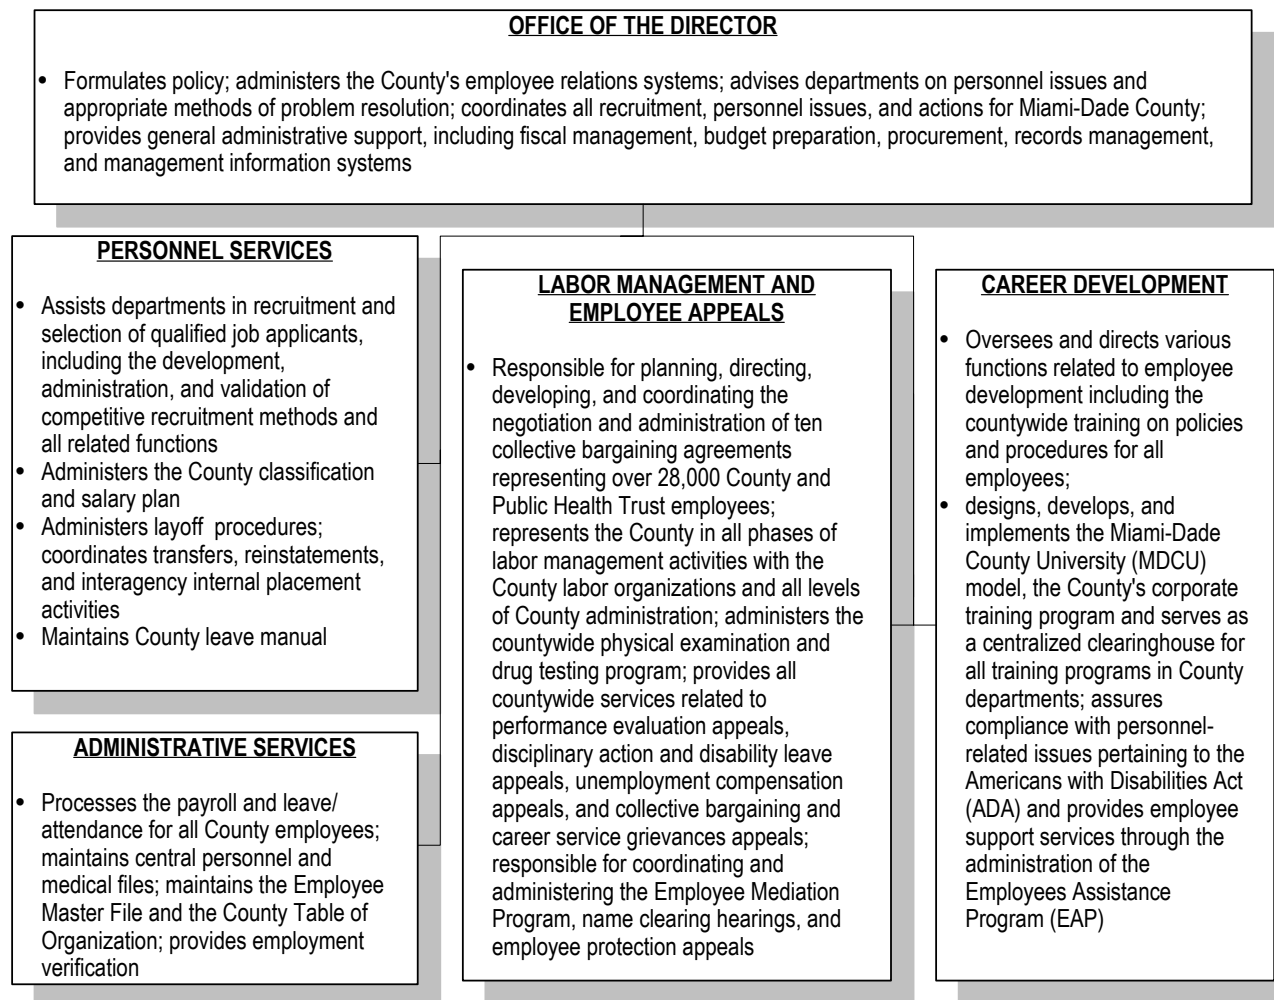 OFFICE OF THE DIRECTOR
• Formulates policy; administers the County's employee relations systems; advises departments on personnel issues and
appropriate methods of problem resolution; coordinates all recruitment, personnel issues, and actions for Miami-Dade County;
provides general administrative support, including fiscal management, budget preparation, procurement, records management,
and management information systems
PERSONNEL SERVICES
• Assists departments in recruitment and
selection of qualified job applicants,
including the development,
administration, and validation of
competitive recruitment methods and
all related functions
• Administers the County classification
and salary plan
• Administers layoff procedures;
coordinates transfers, reinstatements,
and interagency internal placement
activities
• Maintains County leave manual
ADMINISTRATIVE SERVICES
• Processes the payroll and leave/
attendance for all County employees;
maintains central personnel and
medical files; maintains the Employee
Master File and the County Table of
Organization; provides employment
verification
LABOR MANAGEMENT AND
EMPLOYEE APPEALS
• Responsible for planning, directing,
developing, and coordinating the
negotiation and administration of ten
collective bargaining agreements
representing over 28,000 County and
Public Health Trust employees;
represents the County in all phases of
labor management activities with the
County labor organizations and all levels
of County administration; administers the
countywide physical examination and
drug testing program; provides all
countywide services related to
performance evaluation appeals,
disciplinary action and disability leave
appeals, unemployment compensation
appeals, and collective bargaining and
career service grievances appeals;
responsible for coordinating and
administering the Employee Mediation
Program, name clearing hearings, and
employee protection appeals
CAREER DEVELOPMENT
• Oversees and directs various
functions related to employee
development including the
countywide training on policies
and procedures for all
employees;
• designs, develops, and
implements the Miami-Dade
County University (MDCU)
model, the County's corporate
training program and serves as
a centralized clearinghouse for
all training programs in County
departments; assures
compliance with personnel-
related issues pertaining to the
Americans with Disabilities Act
(ADA) and provides employee
support services through the
administration of the
Employees Assistance
Program (EAP)